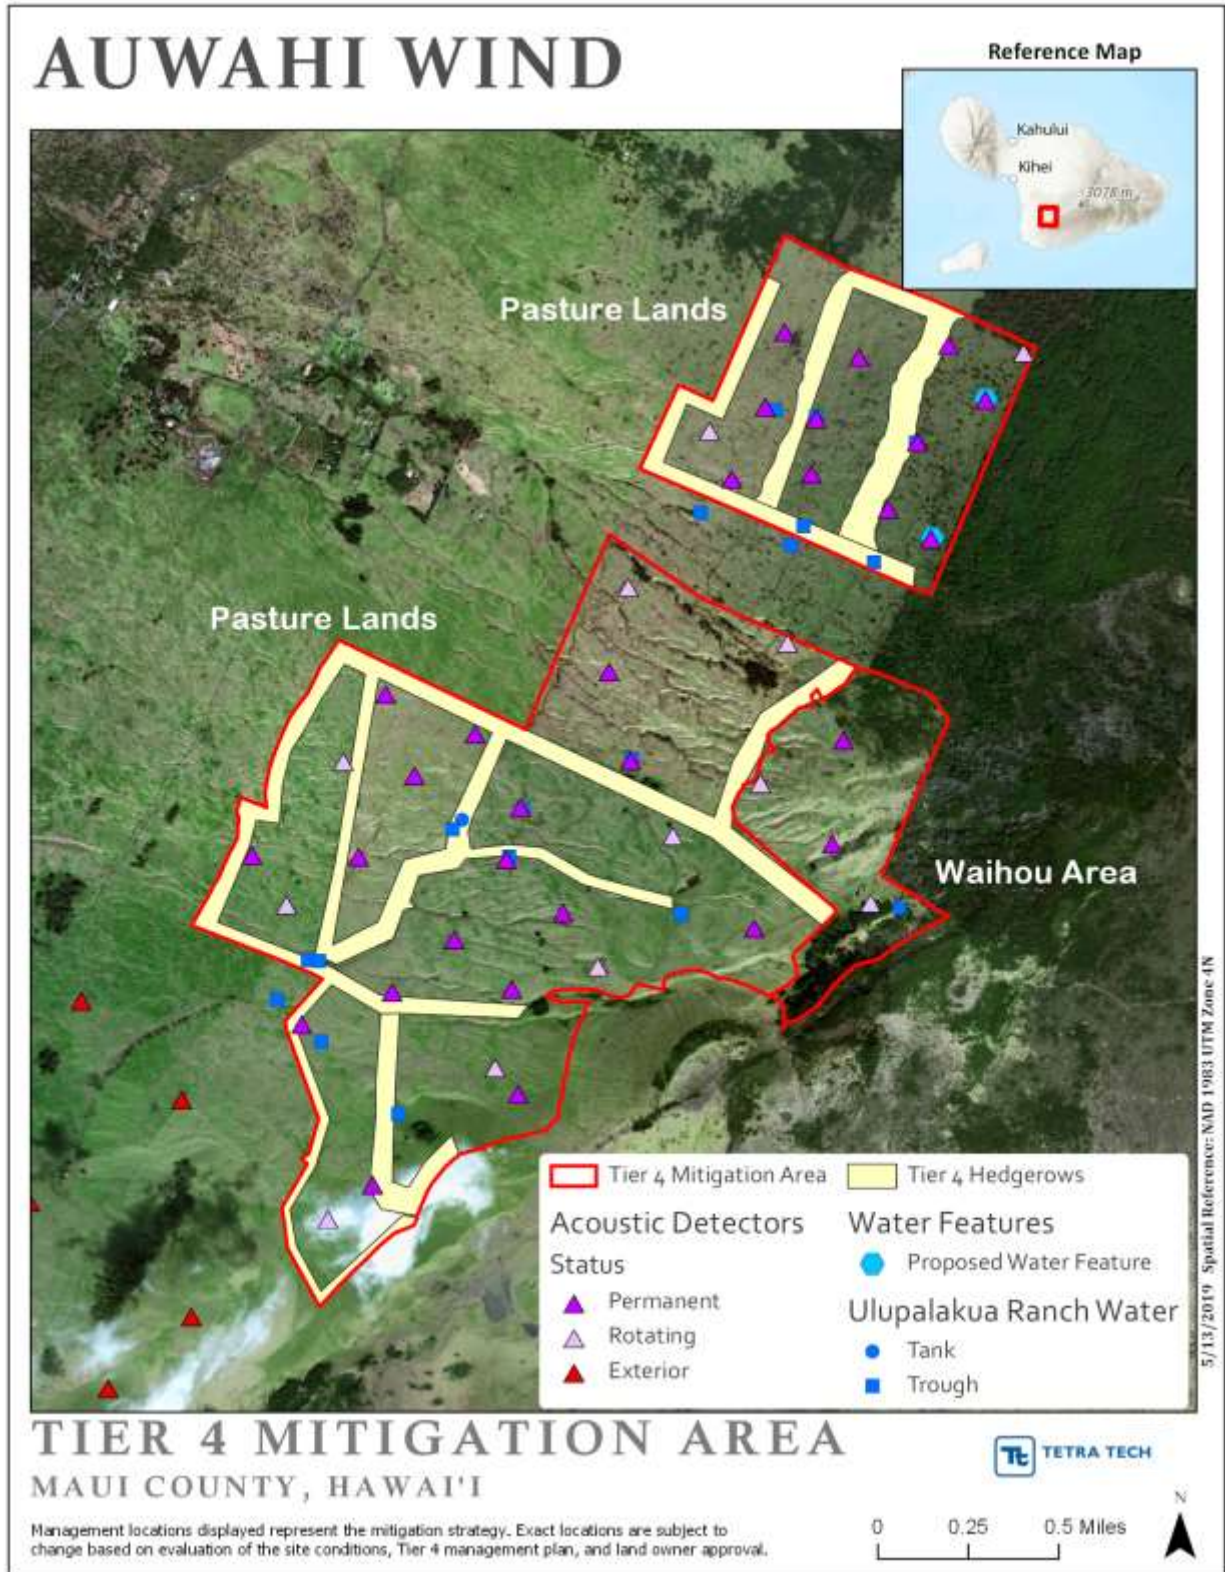 AUWAHI WIND
Reference Map
Kahului
Kihei
3078 m
Pasture Lands
Pasture Lands
Waihou Area
Tier 4 Mitigation Area
Tier 4 Hedgerows
Acoustic Detectors
Status
Permanent
Rotating
Exterior
Water Features
Proposed Water Feature
Ulupalakua Ranch Water
Tank
Trough
5/13/2019 Spatial Reference: NAD 1983 UTM Zone 4N
TIER 4 MITIGATION AREA
MAUI COUNTY, HAWAI'I
Tt TETRA TECH
Management locations displayed represent the mitigation strategy. Exact locations are subject to
change based on evaluation of the site conditions, Tier 4 management plan, and land owner approval.
0 0.25 0.5 Miles
N